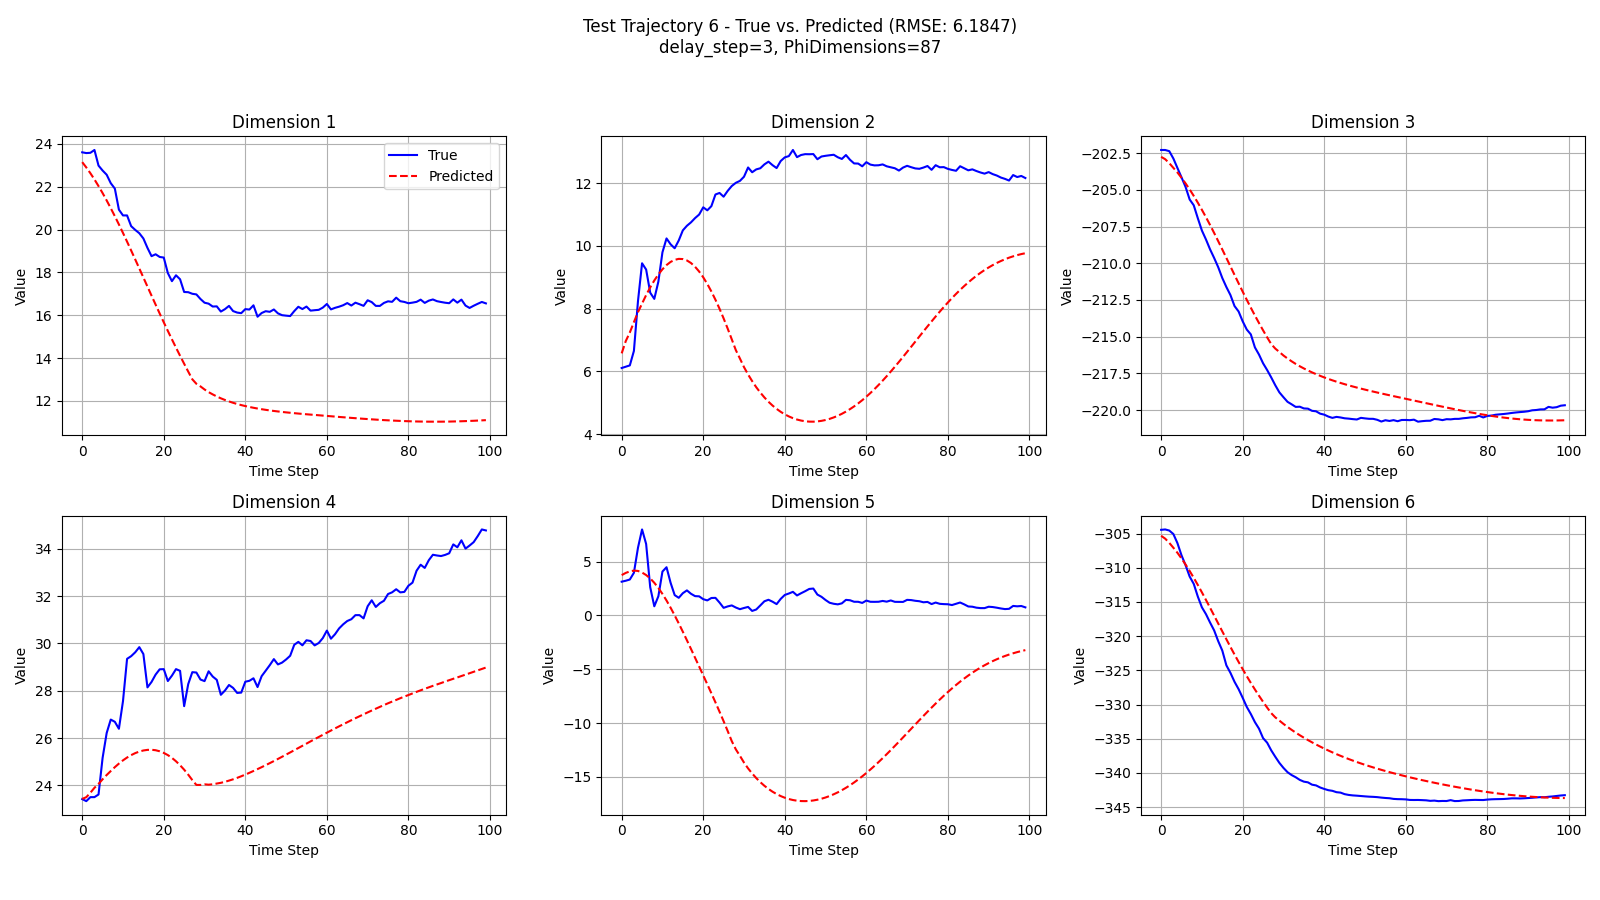 Test Trajectory 6 - True vs. Predicted (RMSE: 6.1847)
delay_step=3, PhiDimensions=87
Dimension 1
Value
24
22
20
18
16
14
12
True
Predicted
0 20 40 60 80 100
Time Step
Dimension 2
Value
12
10
8
6
4
0 20 40 60 80 100
Time Step
Dimension 3
Value
−202.5
−205.0
−207.5
−210.0
−212.5
−215.0
−217.5
−220.0
0 20 40 60 80 100
Time Step
Dimension 4
Value
34
32
30
28
26
24
0 20 40 60 80 100
Time Step
Dimension 5
Value
5
0
−5
−10
−15
0 20 40 60 80 100
Time Step
Dimension 6
Value
−305
−310
−315
−320
−325
−330
−335
−340
−345
0 20 40 60 80 100
Time Step